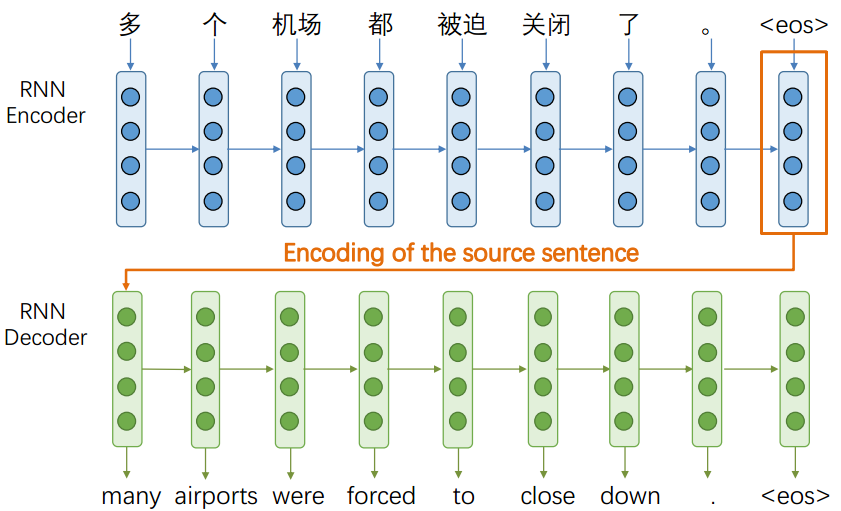 多 个 机场 都 被迫 关闭 了 。 <eos>
RNN
Encoder
Encoding of the source sentence
RNN
Decoder
many airports were forced to close down . <eos>